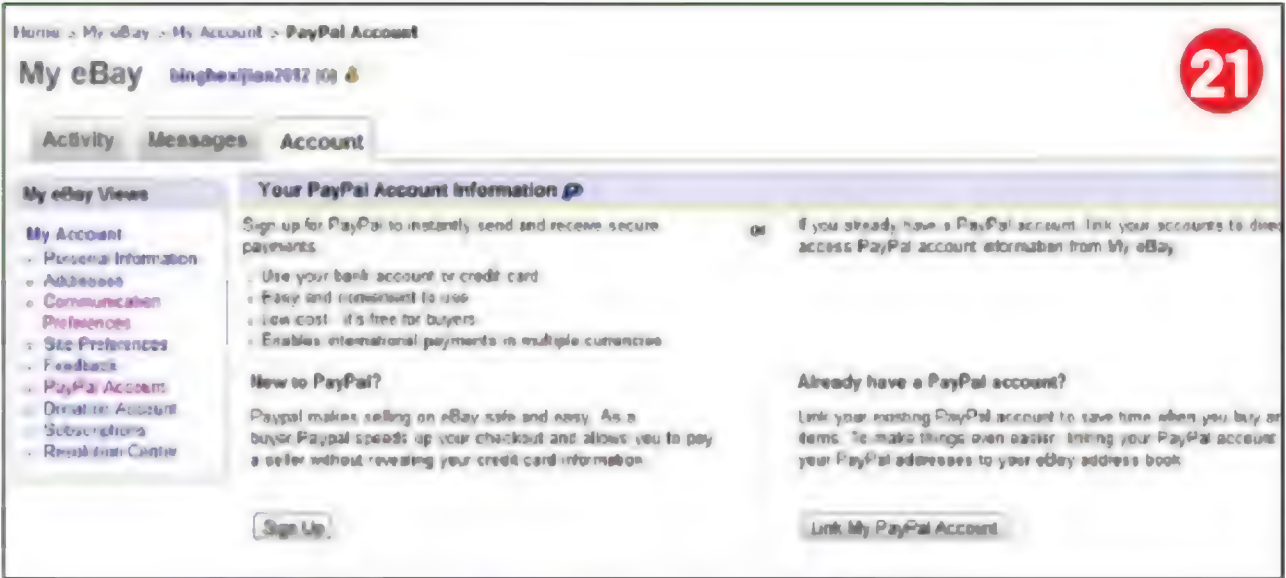 Home > My eBay > My Account > PayPal Account
My eBay binghexijian2012 (0)
21
Activity Messages Account
My eBay Views
My Account
Personal Information
Addresses
Communication
Preferences
Site Preferences
Feedback
PayPal Account
Donation Account
Subscriptions
Resolution Center
Your PayPal Account Information
Sign up for PayPal to instantly send and receive secure
payments
Use your bank account or credit card
Easy and convenient to use
Low cost - it's free for buyers
Enables international payments in multiple currencies
or
If you already have a PayPal account, link your accounts to direc
access PayPal account information from My eBay
New to PayPal?
Paypal makes selling on eBay safe and easy. As a
buyer Paypal speeds up your checkout and allows you to pay
a seller without revealing your credit card information
Sign Up
Already have a PayPal account?
Link your existing PayPal account to save time when you buy an
items. To make things even easier, linking your PayPal account
your PayPal addresses to your eBay address book
Link My PayPal Account